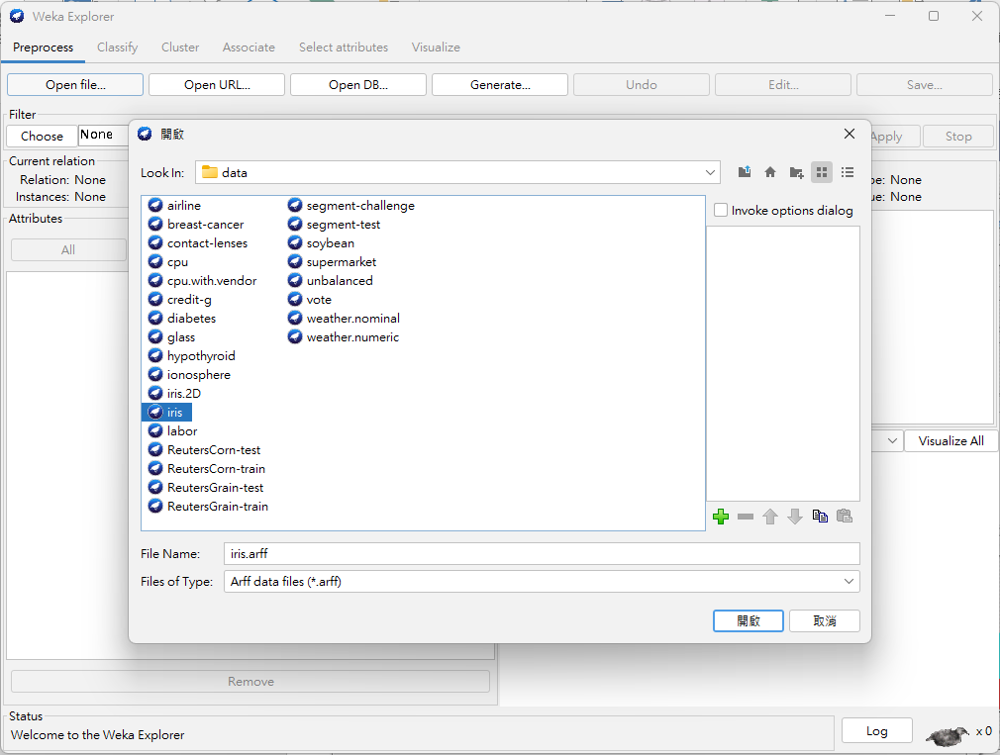 Weka Explorer
Preprocess Classify Cluster Associate Select attributes Visualize
Open file... Open URL... Open DB... Generate... Undo Edit... Save...
Filter
Choose None Apply Stop
Current relation
Relation: None
Instances: None
pe: None
ue: None
Attributes
All
Visualize All
Remove
Status
Welcome to the Weka Explorer
Log x 0
開啟
Look In: data
airline
breast-cancer
contact-lenses
cpu
cpu.with.vendor
credit-g
diabetes
glass
hypothyroid
ionosphere
iris.2D
iris
labor
ReutersCorn-test
ReutersCorn-train
ReutersGrain-test
ReutersGrain-train
segment-challenge
segment-test
soybean
supermarket
unbalanced
vote
weather.nominal
weather.numeric
Invoke options dialog
File Name: iris.arff
Files of Type: Arff data files (*.arff)
開啟 取消